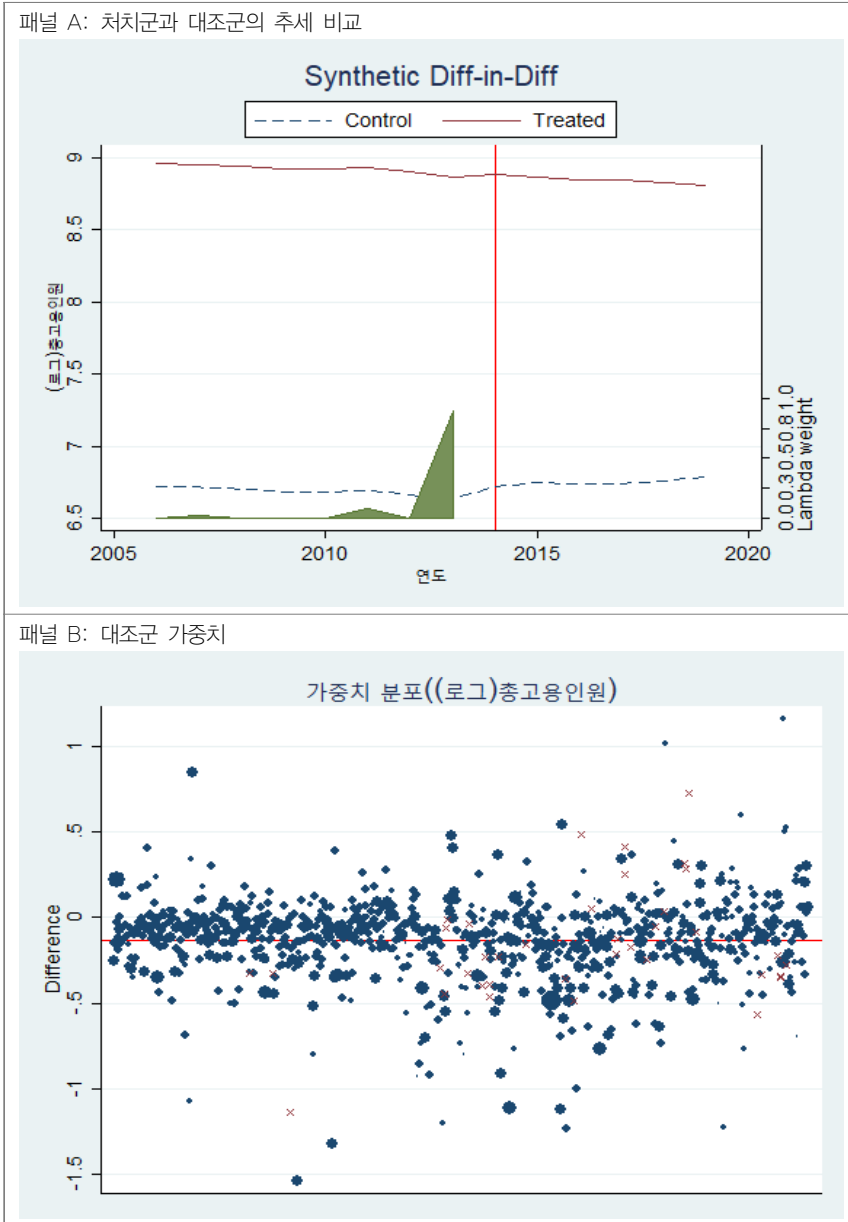 패널 A: 처치군과 대조군의 추세 비교
Synthetic Diff-in-Diff
Control Treated
9
8.5
8
7.5
7
6.5
(로그)총고용인원
0.00.30.50.81.0
Lambda weight
2005 2010 2015 2020
연도
패널 B: 대조군 가중치
가중치 분포((로그)총고용인원)
1
.5
0
-.5
-1
-1.5
Difference